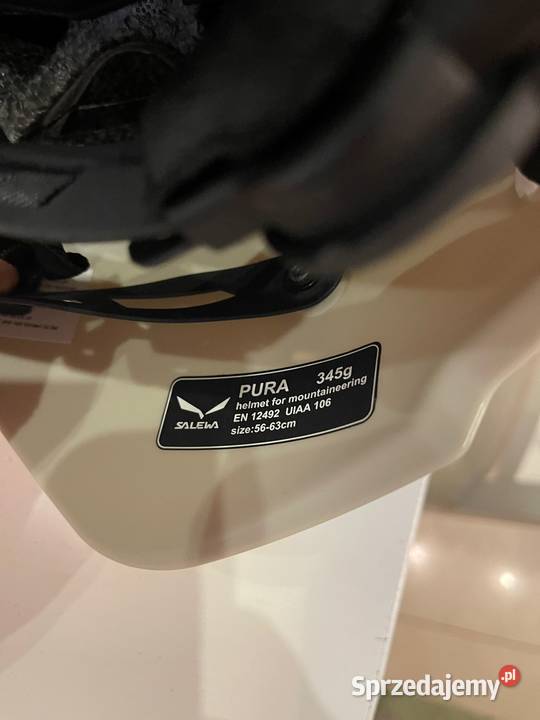 PURA 345g
helmet for mountaineering
EN 12492 UIAA 106
size:56-63cm
SALEWA
Sprzedajemy.pl